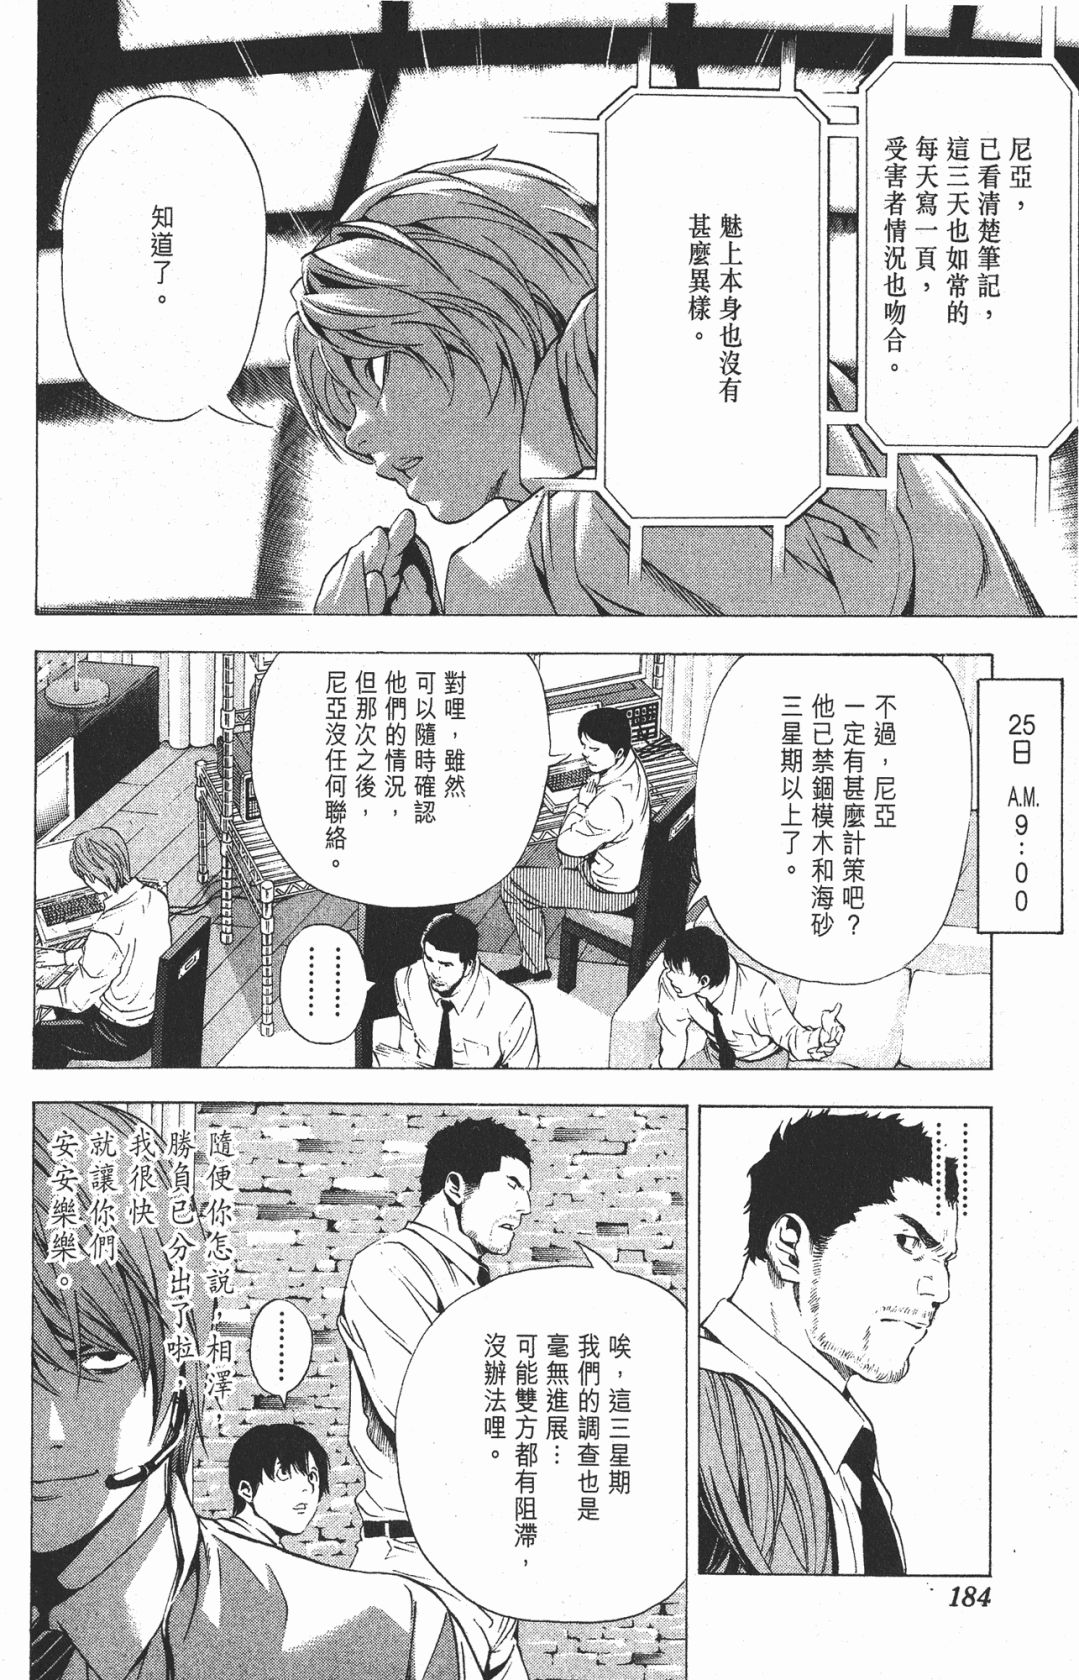 尼亞，
已看清楚筆記，
這三天也如常的
每天寫一頁，
受害者情況也吻合。
魅上本身也沒有
甚麼異樣。
知道了。
25日 A.M. 9:00
不過，尼亞
一定有甚麼計策吧？
他已禁錮模木和海砂
三星期以上了。
對哩，雖然
可以隨時確認
他們的情況，
但那次之後，
尼亞沒任何聯絡。
………
…………
唉，這三星期
我們的調查也是
毫無進展…
可能雙方都有阻滯，
沒辦法哩。
………
隨便你怎說，相澤，
勝負已分出了啦，
我很快
就讓你們
安安樂樂。
184